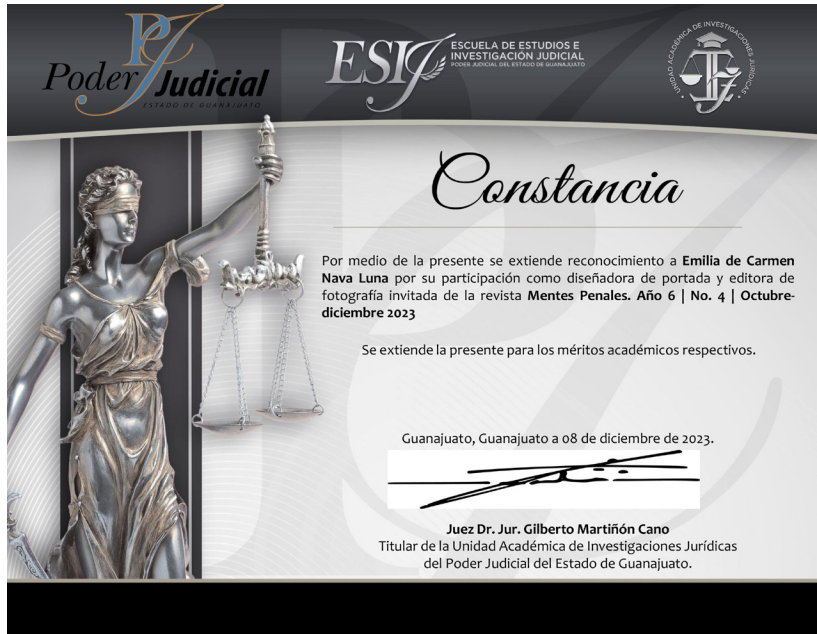 Poder Judicial
ESTADO DE GUANAJUATO
ESIJ
ESCUELA DE ESTUDIOS E
INVESTIGACIÓN JUDICIAL
PODER JUDICIAL DEL ESTADO DE GUANAJUATO
UNIDAD ACADÉMICA DE INVESTIGACIONES JURÍDICAS
Constancia
Por medio de la presente se extiende reconocimiento a Emilia de Carmen
Nava Luna por su participación como diseñadora de portada y editora de
fotografía invitada de la revista Mentes Penales. Año 6 | No. 4 | Octubre-
diciembre 2023
Se extiende la presente para los méritos académicos respectivos.
Guanajuato, Guanajuato a 08 de diciembre de 2023.
Juez Dr. Jur. Gilberto Martiñón Cano
Titular de la Unidad Académica de Investigaciones Jurídicas
del Poder Judicial del Estado de Guanajuato.